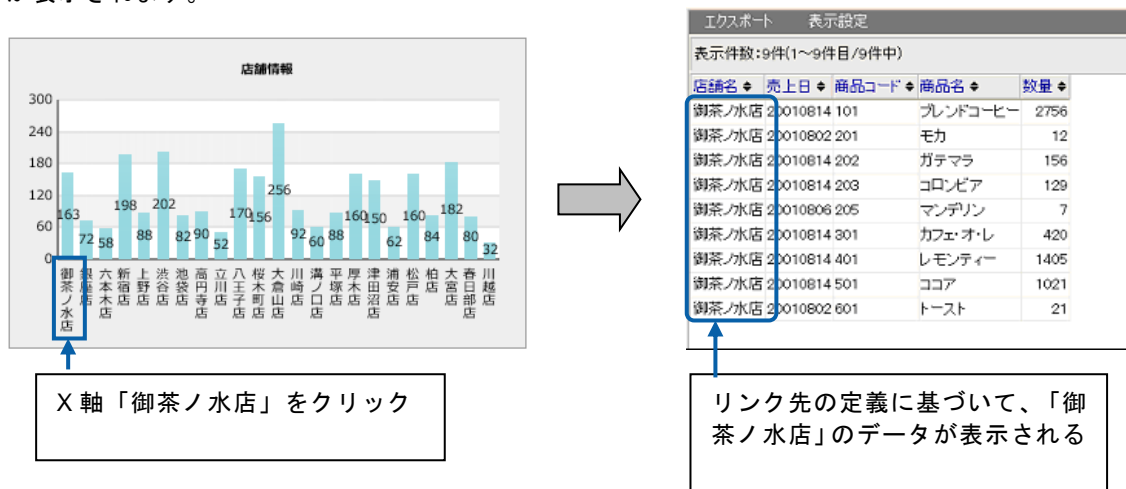 が表示されます。
店舗情報
300
240
180
120
60
0
163 72 58 198 88 202 82 90 52 170 156 256 92 60 88 160 150 62 160 84 182 80 32
御茶ノ水店
銀座店
六本木店
新宿店
上野店
渋谷店
池袋店
高円寺店
立川店
八王子店
桜木町店
大倉山店
川崎店
溝ノ口店
平塚店
厚木店
津田沼店
浦安店
松戸店
柏店
大宮店
春日部店
川越店
X軸「御茶ノ水店」をクリック
エクスポート 表示設定
表示件数:9件(1～9件目/9件中)
店舗名 売上日 商品コード 商品名 数量
御茶ノ水店 20010814 101 ブレンドコーヒー 2756
御茶ノ水店 20010802 201 モカ 12
御茶ノ水店 20010814 202 ガテマラ 156
御茶ノ水店 20010814 203 コロンビア 129
御茶ノ水店 20010806 205 マンデリン 7
御茶ノ水店 20010814 301 カフェ・オ・レ 420
御茶ノ水店 20010814 401 レモンティー 1405
御茶ノ水店 20010814 501 ココア 1021
御茶ノ水店 20010802 601 トースト 21
リンク先の定義に基づいて、「御
茶ノ水店」のデータが表示される